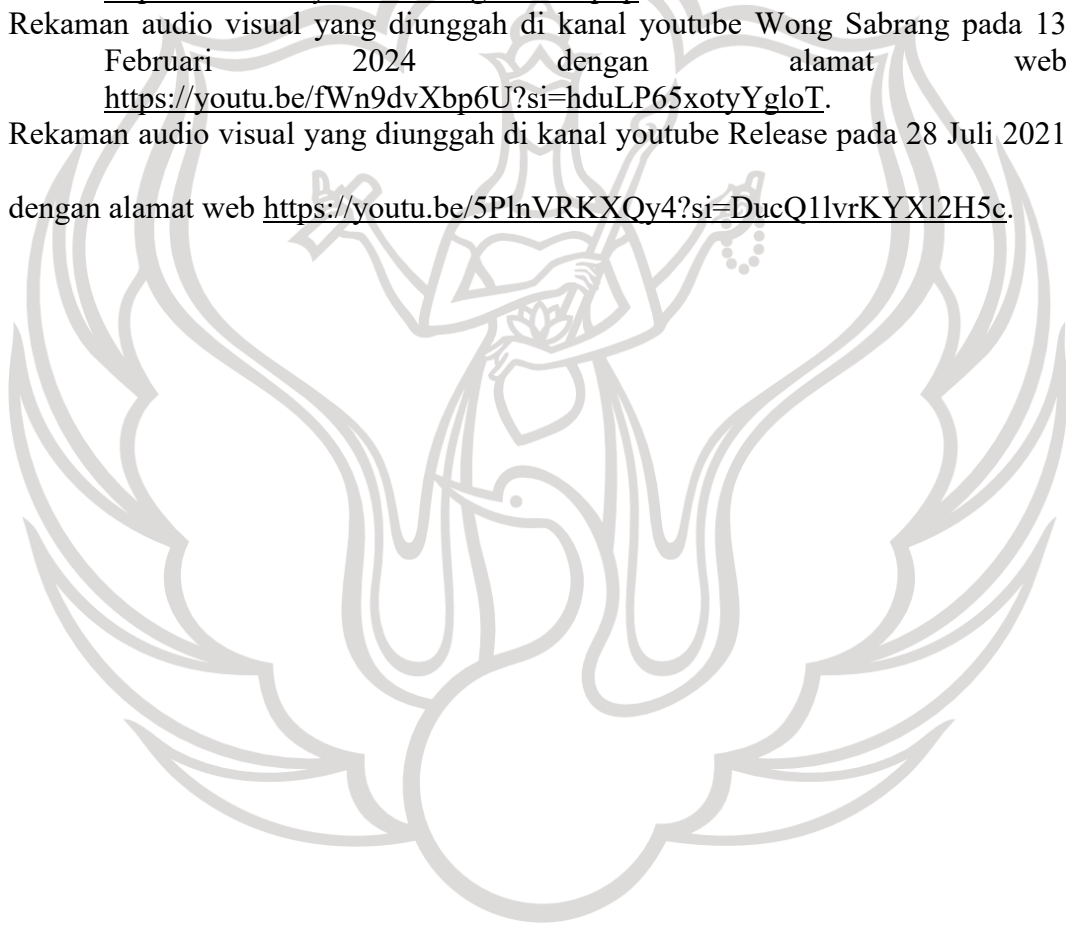 Rekaman audio visual yang diunggah di kanal youtube Wong Sabrang pada 13
Februari 2024 dengan alamat web
https://youtu.be/fWn9dvXbp6U?si=hduLP65xotyYgloT.
Rekaman audio visual yang diunggah di kanal youtube Release pada 28 Juli 2021
dengan alamat web https://youtu.be/5PlnVRKXQy4?si=DucQ1lvrKYXl2H5c.